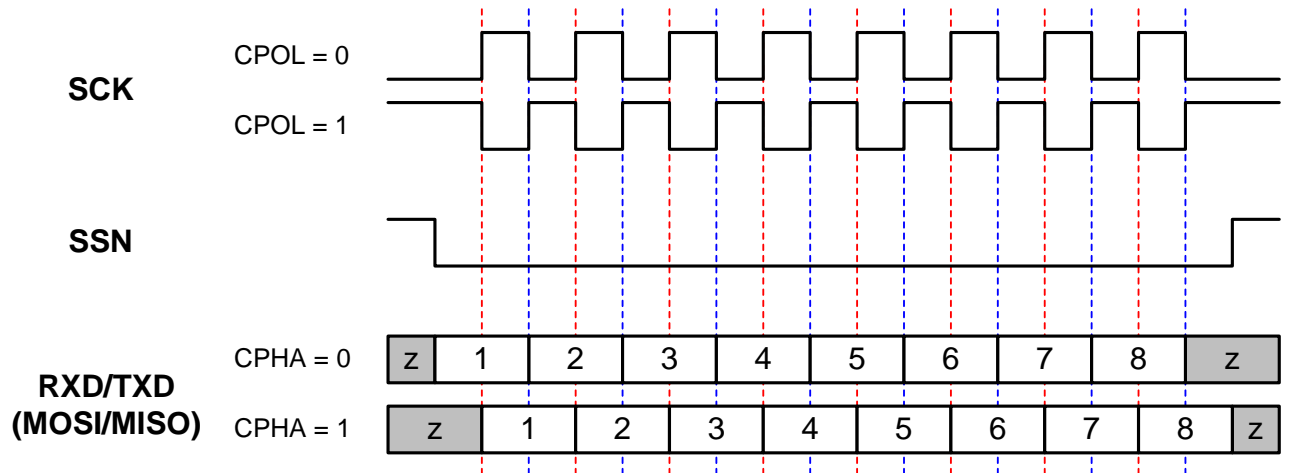 CPOL = 0
SCK
CPOL = 1
SSN
CPHA = 0 z 1 2 3 4 5 6 7 8 z
RXD/TXD
(MOSI/MISO)
CPHA = 1 z 1 2 3 4 5 6 7 8 z